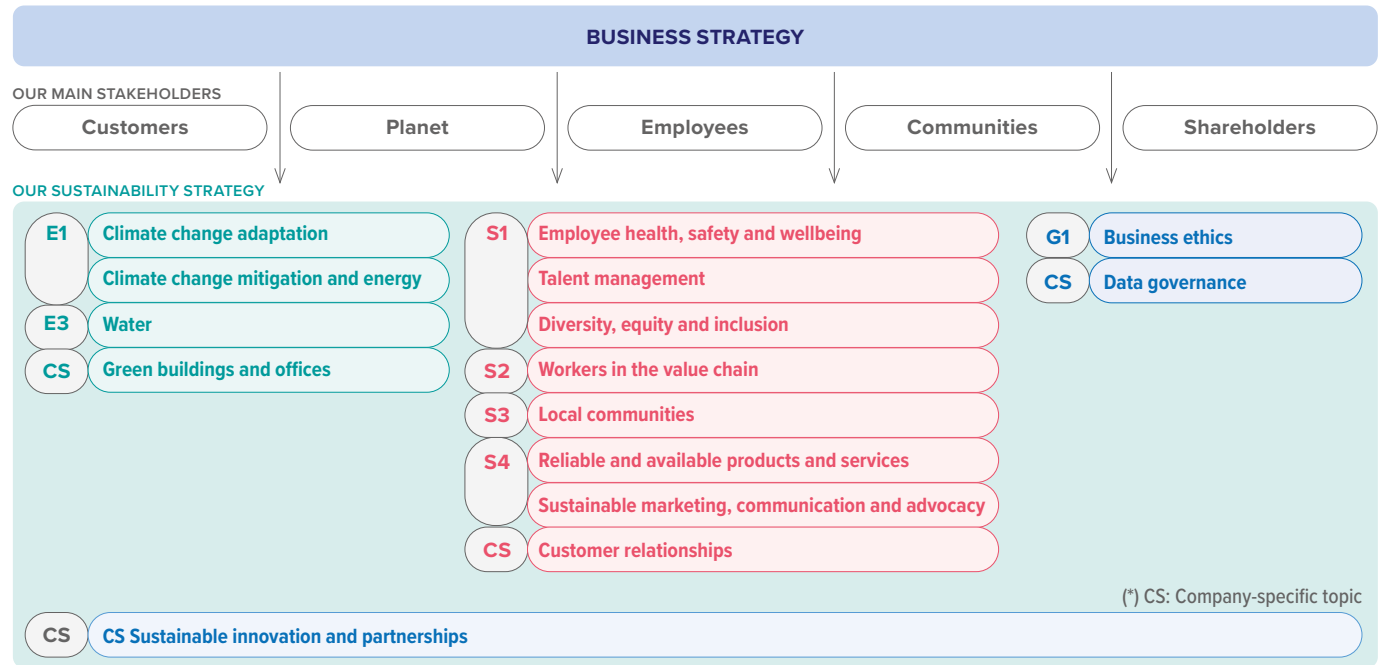 BUSINESS STRATEGY
OUR MAIN STAKEHOLDERS
Customers
Planet
Employees
Communities
Shareholders
OUR SUSTAINABILITY STRATEGY
E1
Climate change adaptation
Climate change mitigation and energy
E3
Water
CS
Green buildings and offices
S1
Employee health, safety and wellbeing
Talent management
Diversity, equity and inclusion
S2
Workers in the value chain
S3
Local communities
S4
Reliable and available products and services
Sustainable marketing, communication and advocacy
CS
Customer relationships
G1
Business ethics
CS
Data governance
(*) CS: Company-specific topic
CS
CS Sustainable innovation and partnerships